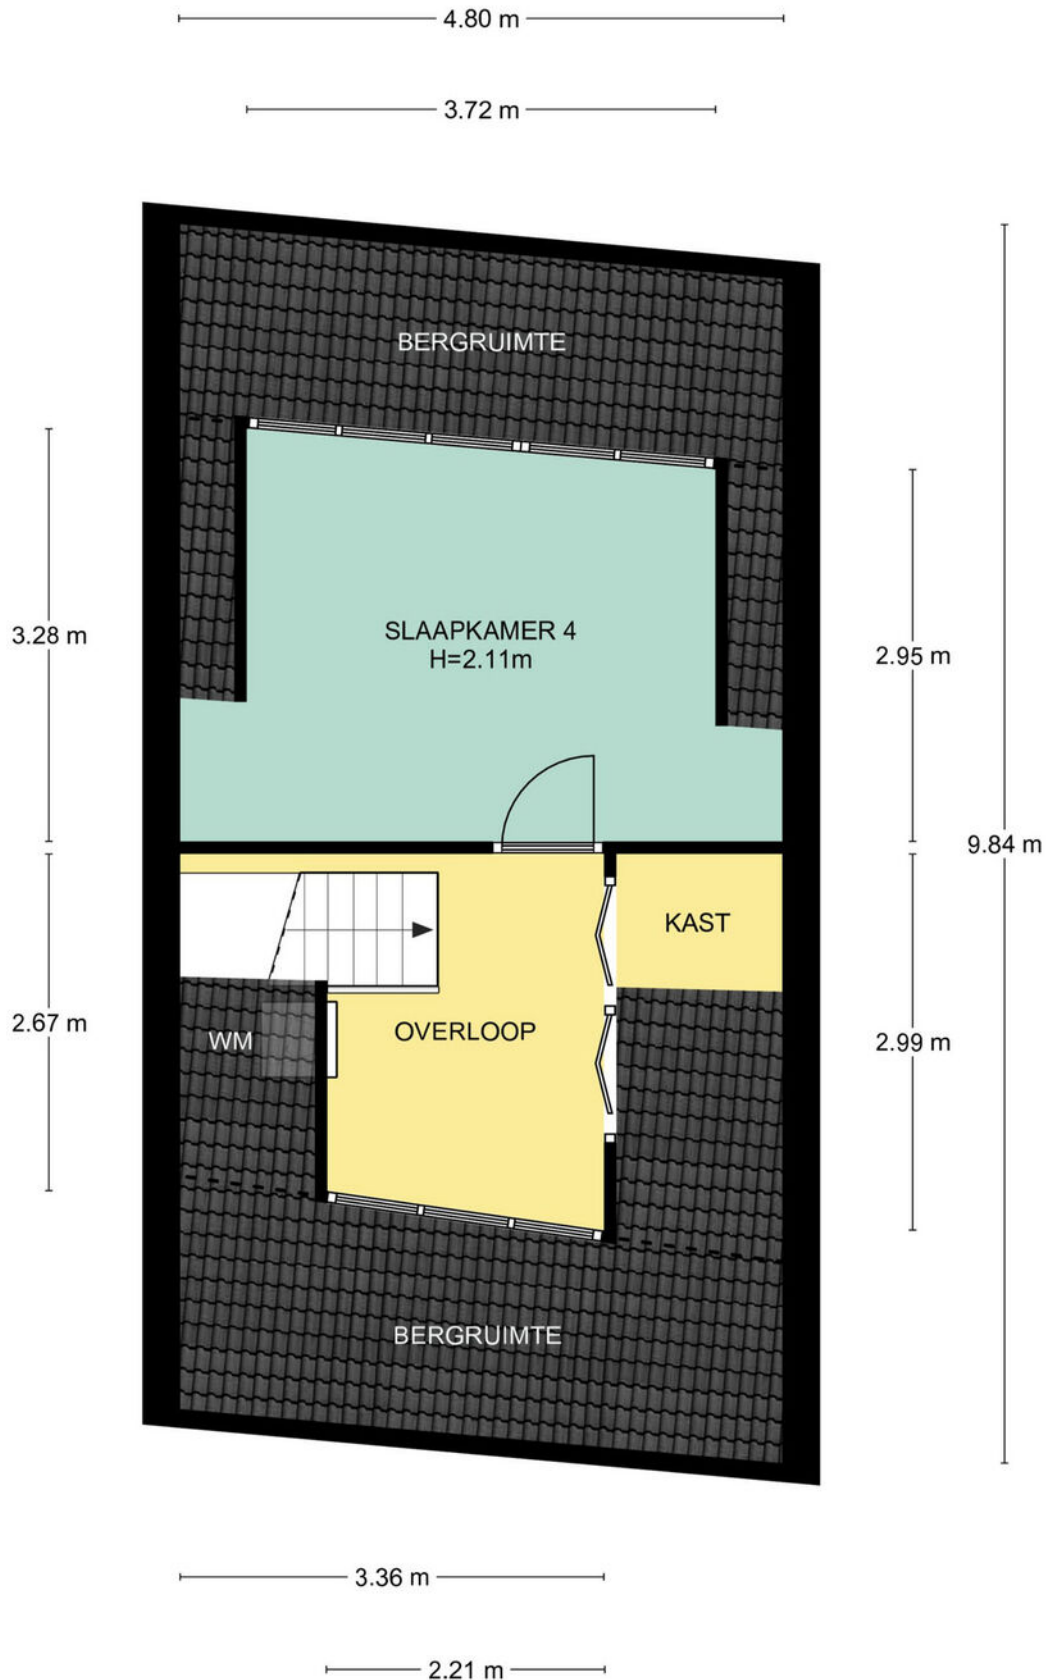 4.80 m
3.72 m
BERGRUIMTE
3.28 m
SLAAPKAMER 4
H=2.11m
2.95 m
9.84 m
KAST
2.67 m
WM
OVERLOOP
2.99 m
BERGRUIMTE
3.36 m
2.21 m